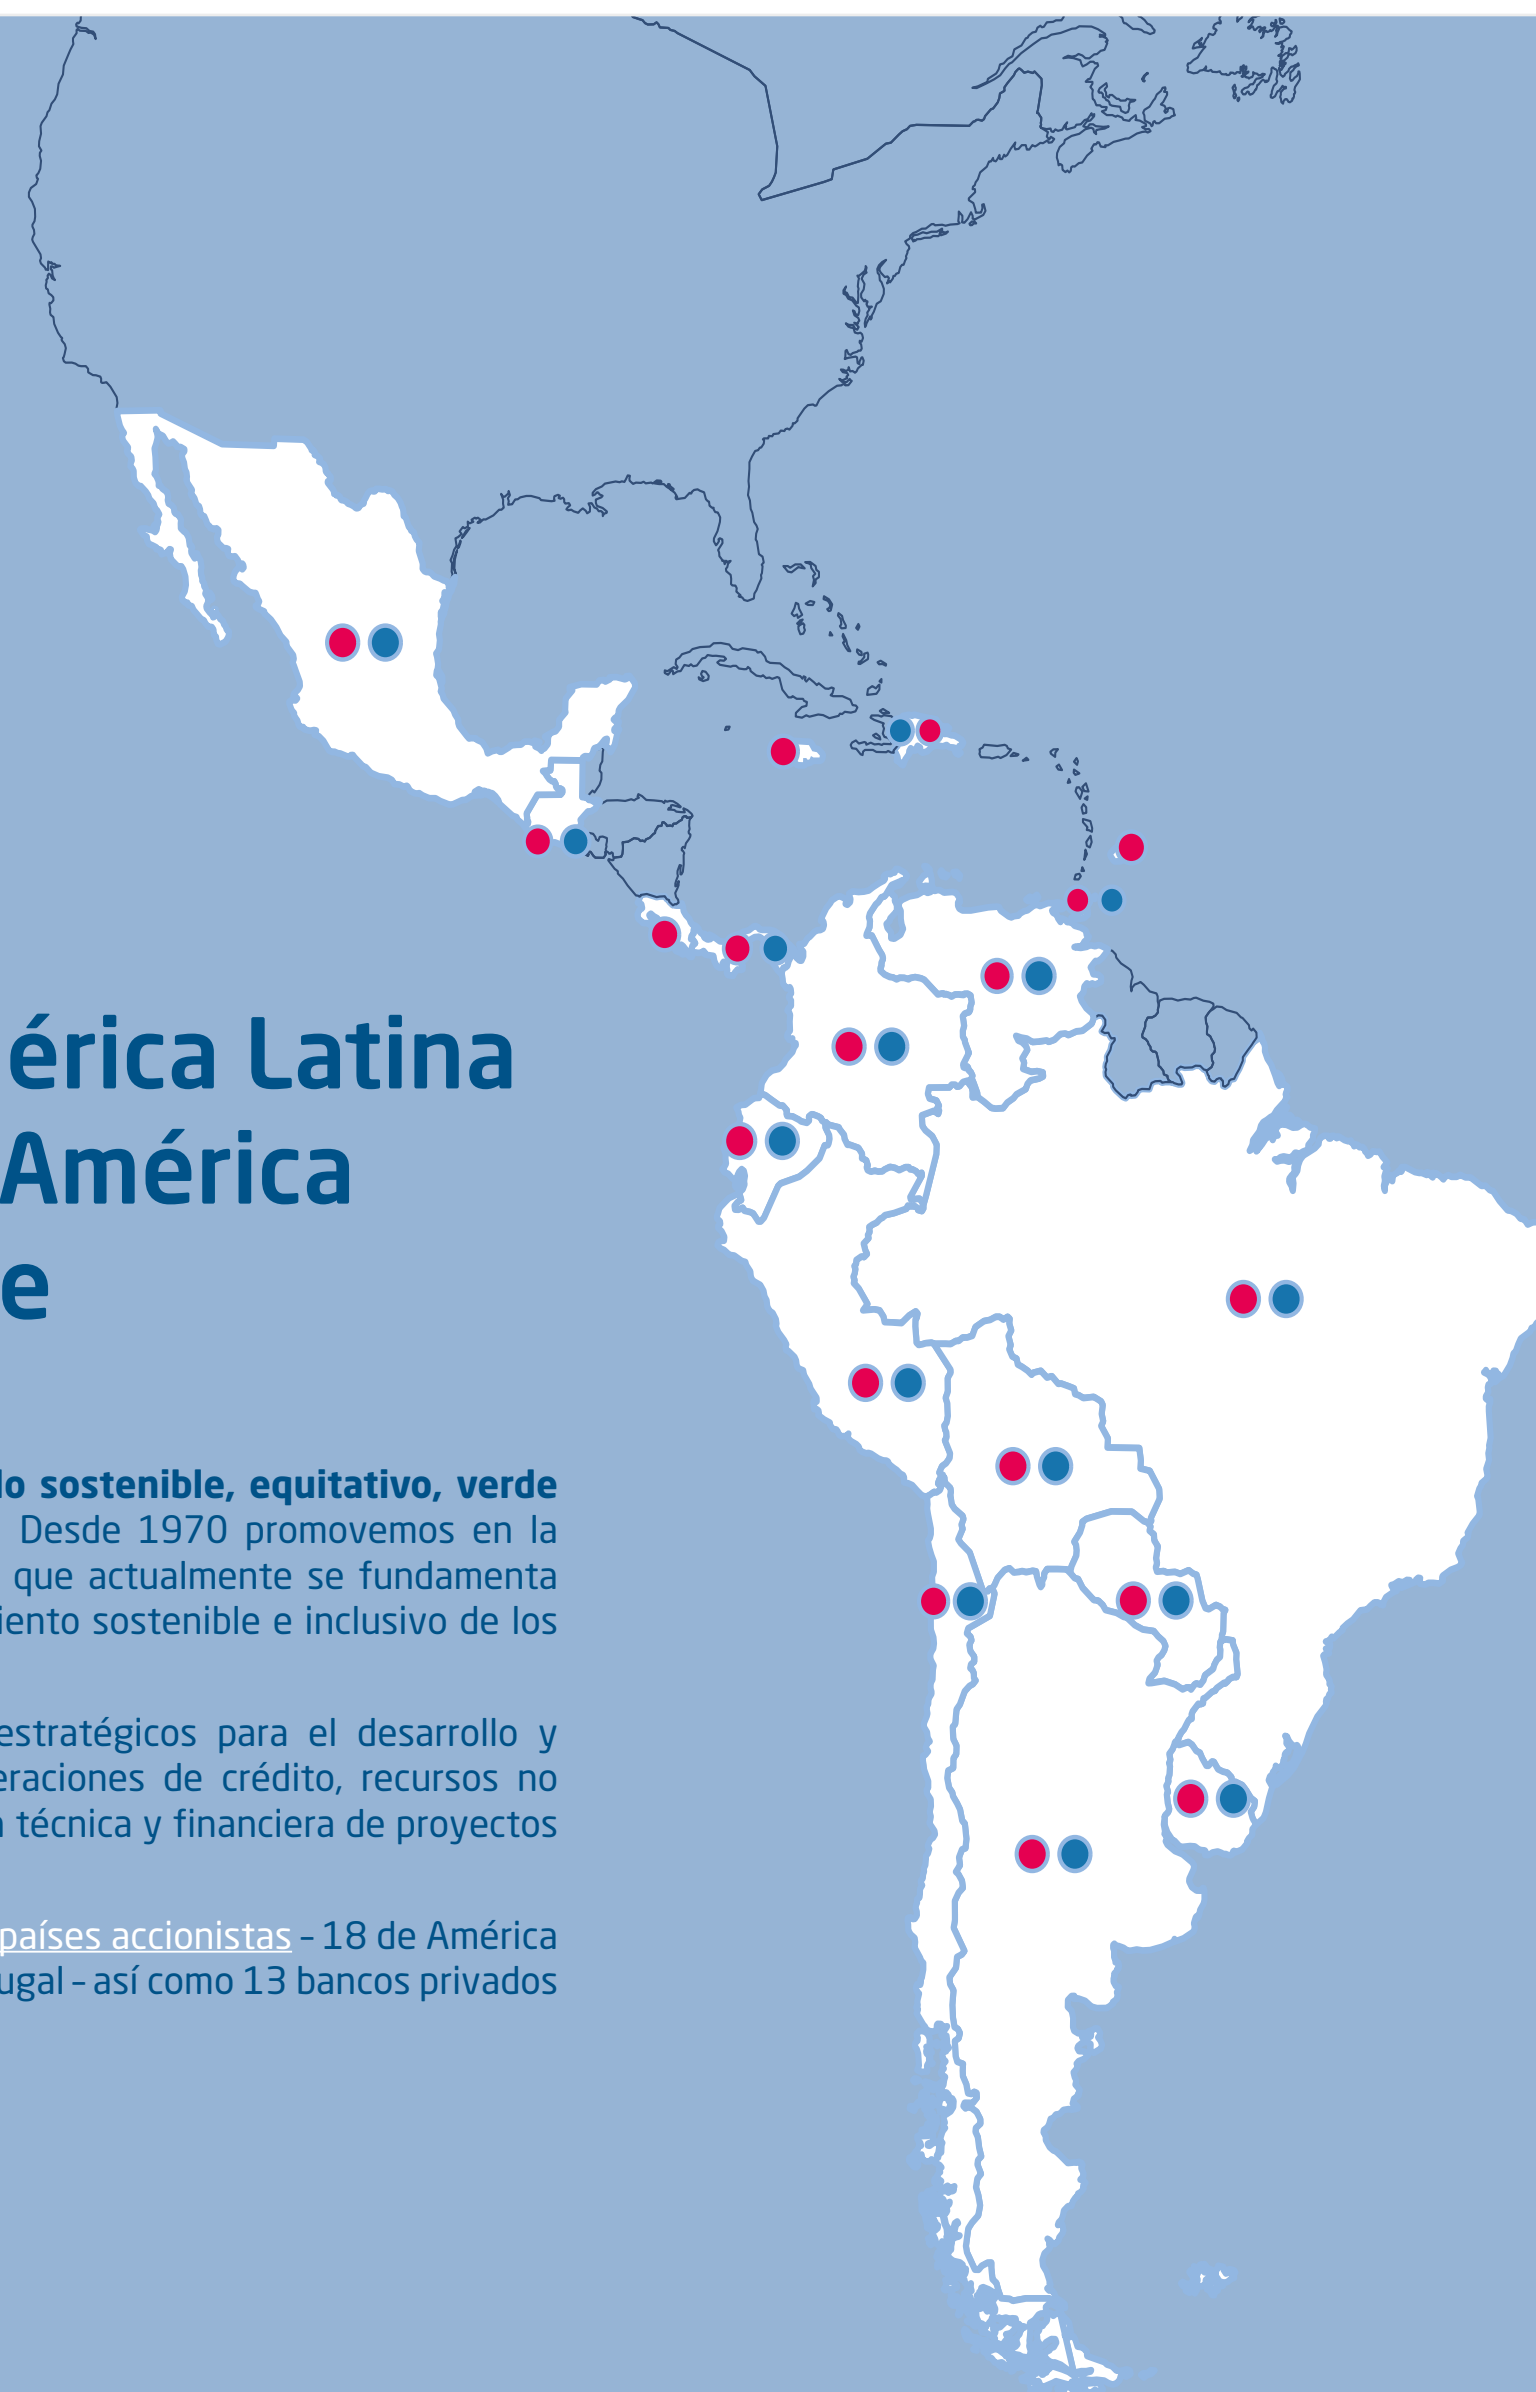 érica Latina
América
e
lo sostenible, equitativo, verde
Desde 1970 promovemos en la
que actualmente se fundamenta
iento sostenible e inclusivo de los
estratégicos para el desarrollo y
eraciones de crédito, recursos no
técnica y financiera de proyectos
países accionistas – 18 de América
ugal – así como 13 bancos privados